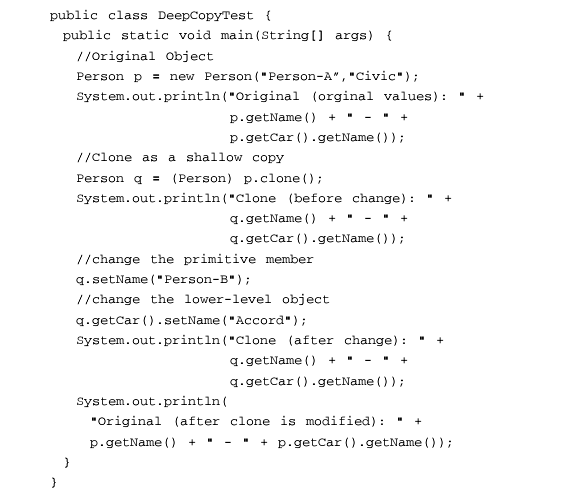 public class DeepCopyTest {
public static void main(String[] args) {
//Original Object
Person p = new Person("Person-A","Civic");
System.out.println("Original (orginal values): " +
p.getName() + " - " +
p.getCar().getName());
//Clone as a shallow copy
Person q = (Person) p.clone();
System.out.println("Clone (before change): " +
q.getName() + " - " +
q.getCar().getName());
//change the primitive member
q.setName("Person-B");
//change the lower-level object
q.getCar().setName("Accord");
System.out.println("Clone (after change): " +
q.getName() + " - " +
q.getCar().getName());
System.out.println(
"Original (after clone is modified): " +
p.getName() + " - " + p.getCar().getName());
}
}